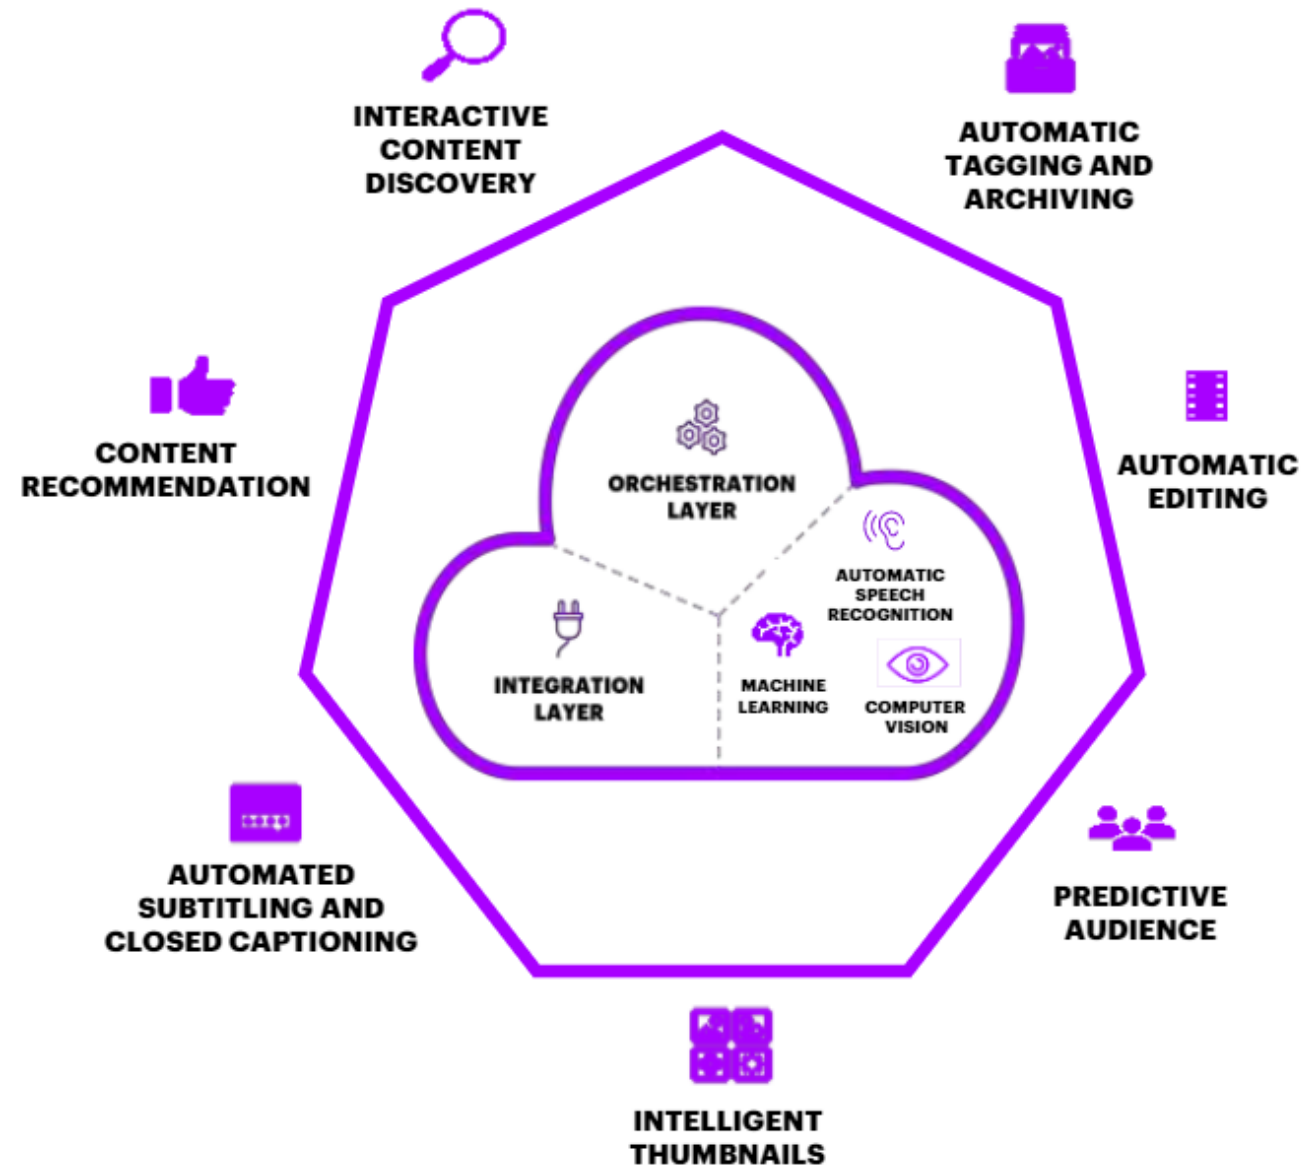 INTERACTIVE
CONTENT
DISCOVERY
AUTOMATIC
TAGGING AND
ARCHIVING
CONTENT
RECOMMENDATION
AUTOMATIC
EDITING
ORCHESTRATION
LAYER
AUTOMATIC
SPEECH
RECOGNITION
INTEGRATION
LAYER
MACHINE
LEARNING
COMPUTER
VISION
AUTOMATED
SUBTITLING AND
CLOSED CAPTIONING
PREDICTIVE
AUDIENCE
INTELLIGENT
THUMBNAILS